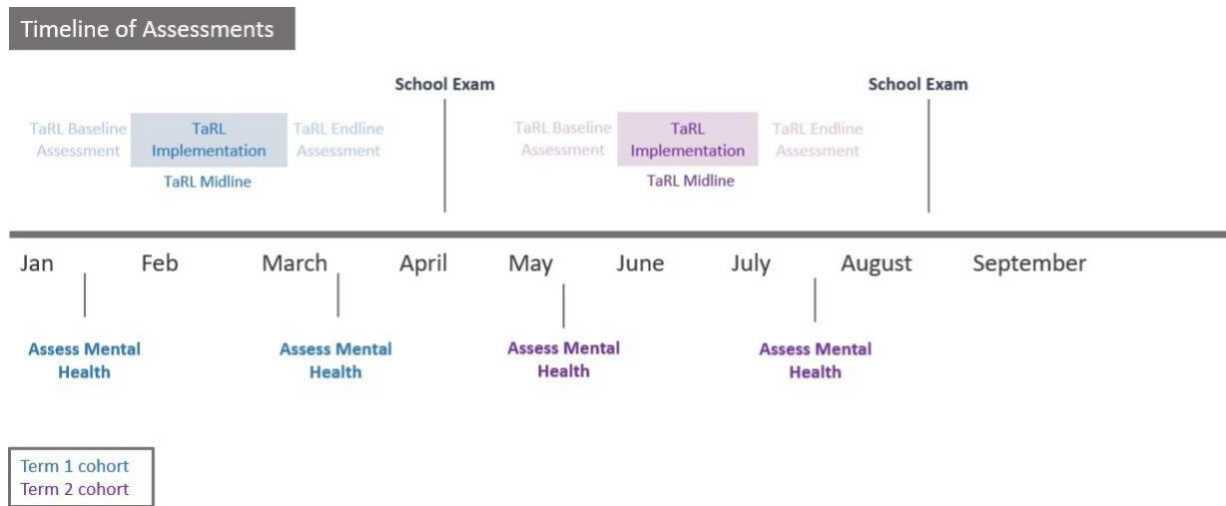 Timeline of Assessments
School Exam
School Exam
TaRL Baseline
Assessment
TaRL
Implementation
TaRL Endline
Assessment
TaRL Midline
TaRL Baseline
Assessment
TaRL
Implementation
TaRL Endline
Assessment
TaRL Midline
Jan Feb March April May June July August September
Assess Mental
Health
Assess Mental
Health
Assess Mental
Health
Assess Mental
Health
Term 1 cohort
Term 2 cohort